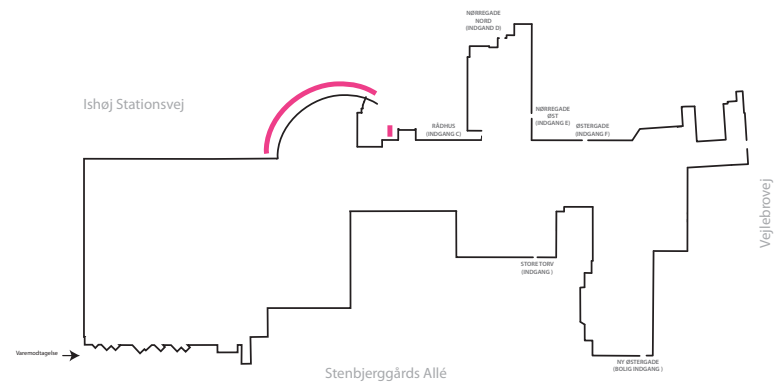 NØRREGADE
NORD
(INDGAND D)
Ishøj Stationsvej
RÅDHUS
(INDGANG C)
NØRREGADE
ØST
(INDGANG E)
ØSTERGADE
(INDGANG F)
Vejlebrovej
STORE TORV
(INDGANG )
Varemodtagelse
NY ØSTERGADE
(BOLIG INDGANG )
Stenbjerggårds Allé